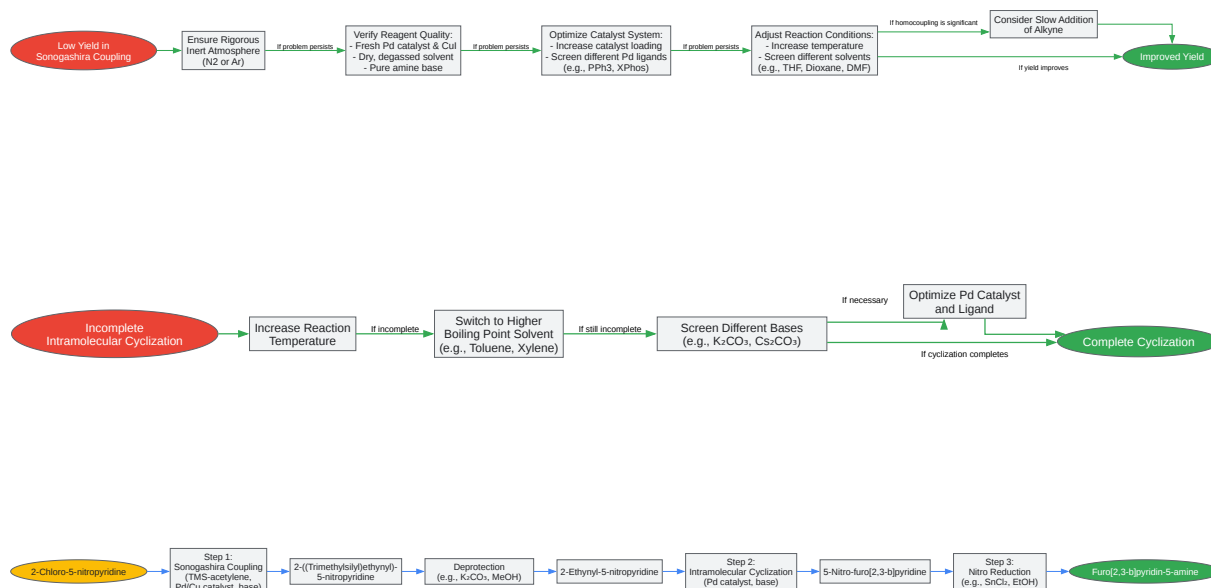 Low Yield in
Sonogashira Coupling
Ensure Rigorous
Inert Atmosphere
(N2 or Ar)
If problem persists
Verify Reagent Quality:
- Fresh Pd catalyst & CuI
- Dry, degassed solvent
- Pure amine base
If problem persists
Optimize Catalyst System:
- Increase catalyst loading
- Screen different Pd ligands
(e.g., PPh3, XPhos)
If problem persists
Adjust Reaction Conditions:
- Increase temperature
- Screen different solvents
(e.g., THF, Dioxane, DMF)
If homocoupling is significant
Consider Slow Addition
of Alkyne
If yield improves
Improved Yield
Incomplete
Intramolecular Cyclization
Increase Reaction
Temperature
If incomplete
Switch to Higher
Boiling Point Solvent
(e.g., Toluene, Xylene)
If still incomplete
Screen Different Bases
(e.g., K₂CO₃, Cs₂CO₃)
If necessary
Optimize Pd Catalyst
and Ligand
If cyclization completes
Complete Cyclization
2-Chloro-5-nitropyridine
Step 1:
Sonogashira Coupling
(TMS-acetylene,
Pd/Cu catalyst, base)
2-((Trimethylsilyl)ethynyl)-
5-nitropyridine
Deprotection
(e.g., K₂CO₃, MeOH)
2-Ethynyl-5-nitropyridine
Step 2:
Intramolecular Cyclization
(Pd catalyst, base)
5-Nitro-furo[2,3-b]pyridine
Step 3:
Nitro Reduction
(e.g., SnCl₂, EtOH)
Furo[2,3-b]pyridin-5-amine